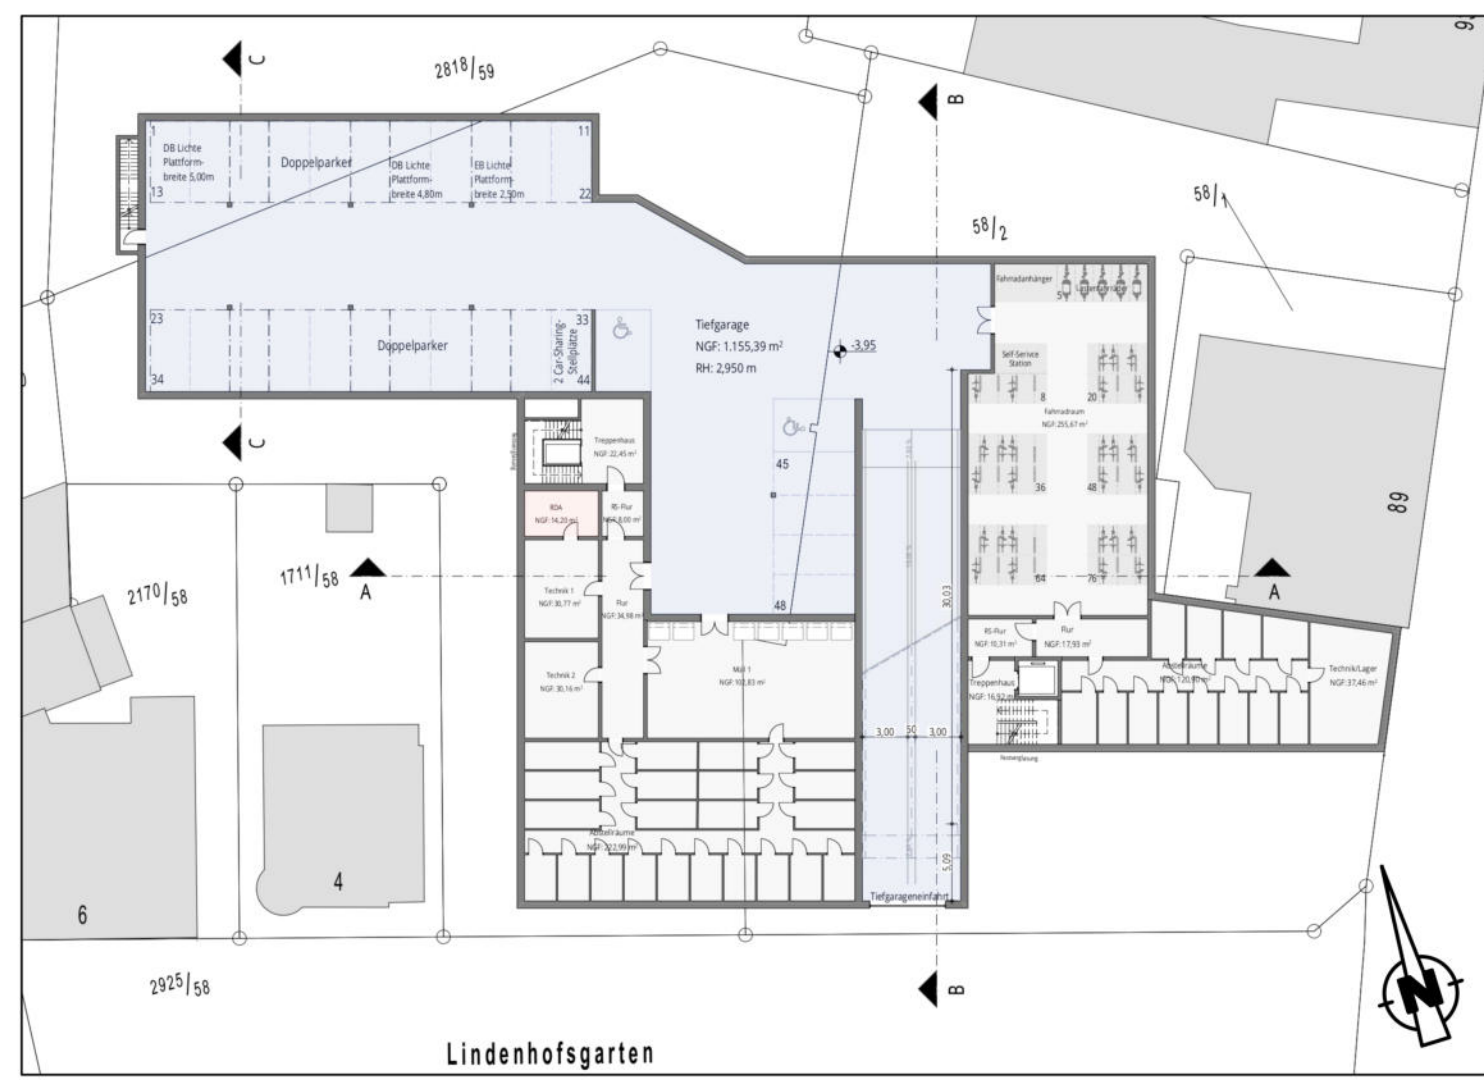 93
C
2818/59
B
1
11
DB Lichte
Plattform-
breite 5,00m
Doppelparker
DB Lichte
Plattform-
breite 4,80m
EB Lichte
Plattform-
breite 2,50m
13
22
58/1
58/2
Fahrradanhänger
Lastenfahrräder
5
23
33
Doppelparker
2 Car-Sharing-
Stellplätze
34
44
Tiefgarage
NGF: 1.155,39 m²
RH: 2,950 m
-3,95
Self-Serivce
Station
8
20
Fahrradraum
NGF: 255,67 m²
C
Treppenhaus
NGF: 22,45 m²
45
36
48
89
RDA
NGF: 14,20 m²
RS-Flur
NGF: 8,00 m²
2170/58
1711/58
A
A
Technik 1
NGF: 30,77 m²
Flur
NGF: 34,98 m²
48
30,03
64
76
RS-Flur
NGF: 10,31 m²
Flur
NGF: 17,93 m²
Technik 2
NGF: 30,16 m²
Müll 1
NGF: 102,83 m²
Treppenhaus
NGF: 16,92 m²
Abstellräume
NGF: 120,90 m²
Technik/Lager
NGF: 37,46 m²
3,00
50
3,00
Abstellräume
NGF: 222,99 m²
5,09
Tiefgarageneinfahrt
4
6
2925/58
B
N
Lindenhofsgarten